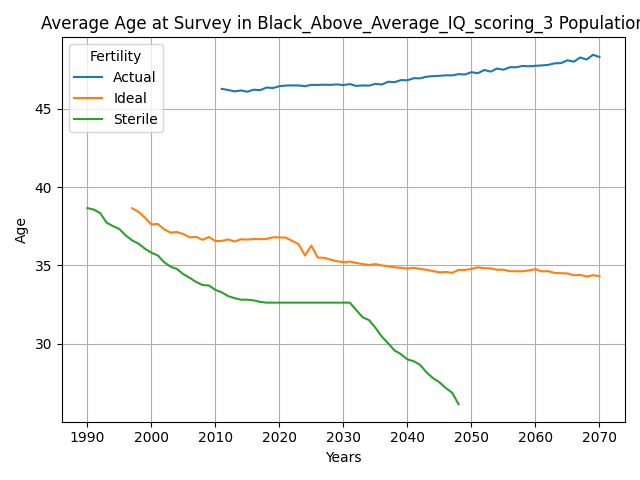 Average Age at Survey in Black_Above_Average_IQ_scoring_3 Population
Fertility
Actual
Ideal
Sterile
45
40
35
30
Age
1990 2000 2010 2020 2030 2040 2050 2060 2070
Years